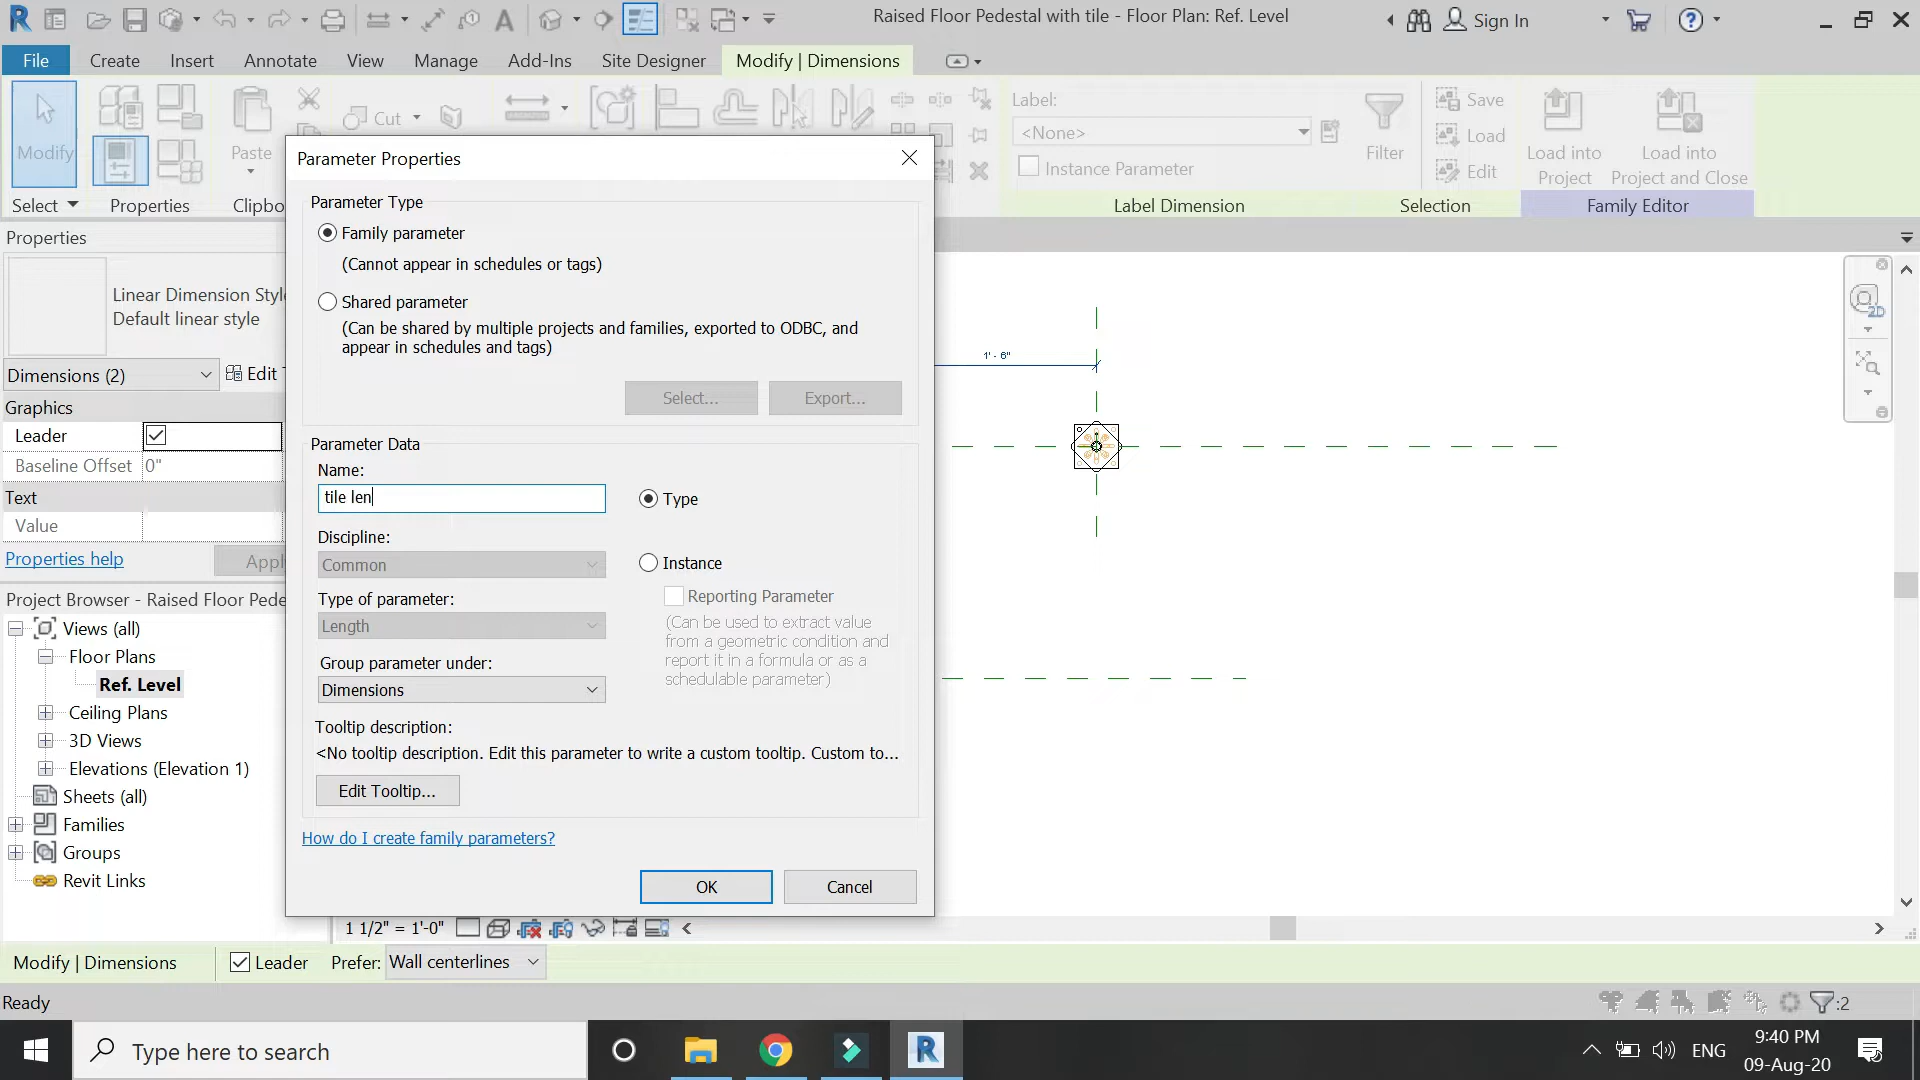 Raised Floor Pedestal with tile - Floor Plan: Ref. Level
Sign In
File
Create
Insert
Annotate
View
Manage
Add-Ins
Site Designer
Modify | Dimensions
Modify
Cut
Paste
Label:
<None>
Instance Parameter
Filter
Save
Load
Edit
Load into
Project
Load into
Project and Close
Select
Properties
Clipbo
Label Dimension
Selection
Family Editor
Properties
Linear Dimension Style
Default linear style
Dimensions (2)
Edit T
Graphics
Leader
Baseline Offset 0"
Text
Value
Properties help
Apply
Project Browser - Raised Floor Pede
Views (all)
Floor Plans
Ref. Level
Ceiling Plans
3D Views
Elevations (Elevation 1)
Sheets (all)
Families
Groups
Revit Links
Parameter Properties
Parameter Type
Family parameter
(Cannot appear in schedules or tags)
Shared parameter
(Can be shared by multiple projects and families, exported to ODBC, and
appear in schedules and tags)
Select...
Export...
Parameter Data
Name:
tile len
Type
Discipline:
Common
Instance
Type of parameter:
Length
Reporting Parameter
(Can be used to extract value
from a geometric condition and
report it in a formula or as a
schedulable parameter)
Group parameter under:
Dimensions
Tooltip description:
<No tooltip description. Edit this parameter to write a custom tooltip. Custom to...
Edit Tooltip...
How do I create family parameters?
OK
Cancel
1' - 6"
2D
1 1/2" = 1'-0"
Modify | Dimensions
Leader
Prefer:
Wall centerlines
Ready
:2
Type here to search
ENG
9:40 PM
09-Aug-20